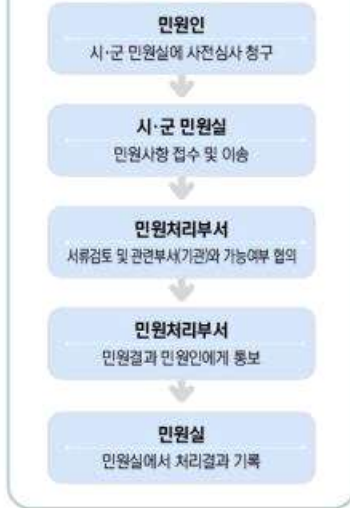 민원인
시·군 민원실에 사전심사 청구
시·군 민원실
민원사항 접수 및 이송
민원처리부서
서류검토 및 관련부서(기관)와 가능여부 협의
민원처리부서
민원결과 민원인에게 통보
민원실
민원실에서 처리결과 기록